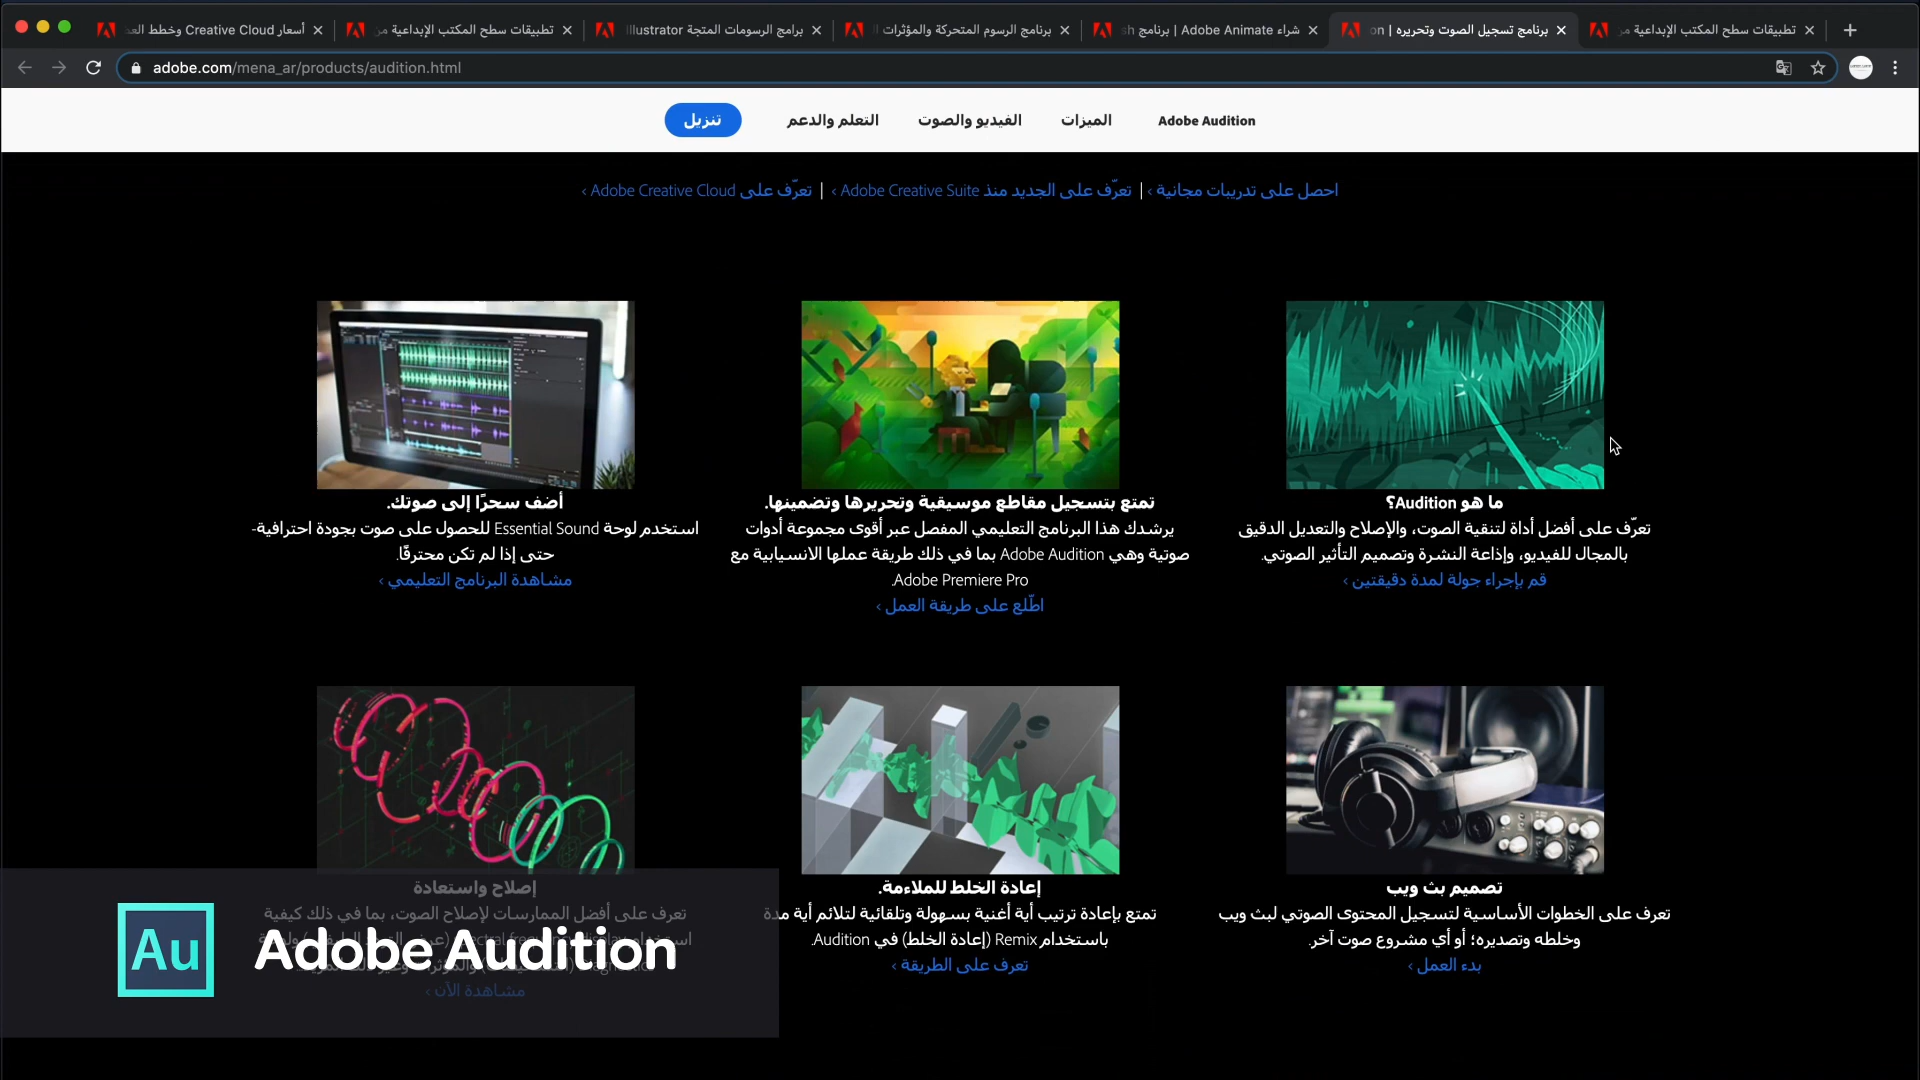 أسعار Creative Cloud وخطط العض
تطبيقات سطح المكتب الإبداعية من
برامج الرسومات المتجة Illustrator
برنامج الرسوم المتحركة والمؤثرات ال
شراء Adobe Animate | برنامج sh
برنامج تسجيل الصوت وتحريره | on
تطبيقات سطح المكتب الإبداعية من
adobe.com/mena_ar/products/audition.html
Adobe Audition
الميزات
الفيديو والصوت
التعلم والدعم
تنزيل
احصل على تدريبات مجانية › | تعرّف على الجديد منذ Adobe Creative Suite › | تعرّف على Adobe Creative Cloud ›
ما هو Audition؟
تعرّف على أفضل أداة لتنقية الصوت، والإصلاح والتعديل الدقيق
بالمجال للفيديو، وإذاعة النشرة وتصميم التأثير الصوتي.
قم بإجراء جولة لمدة دقيقتين ›
تمتع بتسجيل مقاطع موسيقية وتحريرها وتضمينها.
يرشدك هذا البرنامج التعليمي المفصل عبر أقوى مجموعة أدوات
صوتية وهي Adobe Audition بما في ذلك طريقة عملها الانسيابية مع
Adobe Premiere Pro.
اطّلع على طريقة العمل ›
أضف سحرًا إلى صوتك.
استخدم لوحة Essential Sound للحصول على صوت بجودة احترافية-
حتى إذا لم تكن محترفًا.
مشاهدة البرنامج التعليمي ›
تصميم بث ويب
تعرف على الخطوات الأساسية لتسجيل المحتوى الصوتي لبث ويب
وخلطه وتصديره؛ أو أي مشروع صوت آخر.
بدء العمل ›
إعادة الخلط للملاءمة.
تمتع بإعادة ترتيب أية أغنية بسهولة وتلقائية لتلائم أية مدة
باستخدام Remix (إعادة الخلط) في Audition.
تعرف على الطريقة ›
إصلاح واستعادة
تعرف على أفضل الممارسات لإصلاح الصوت، بما في ذلك كيفية
مشاهدة الآن ›
Au
Adobe Audition